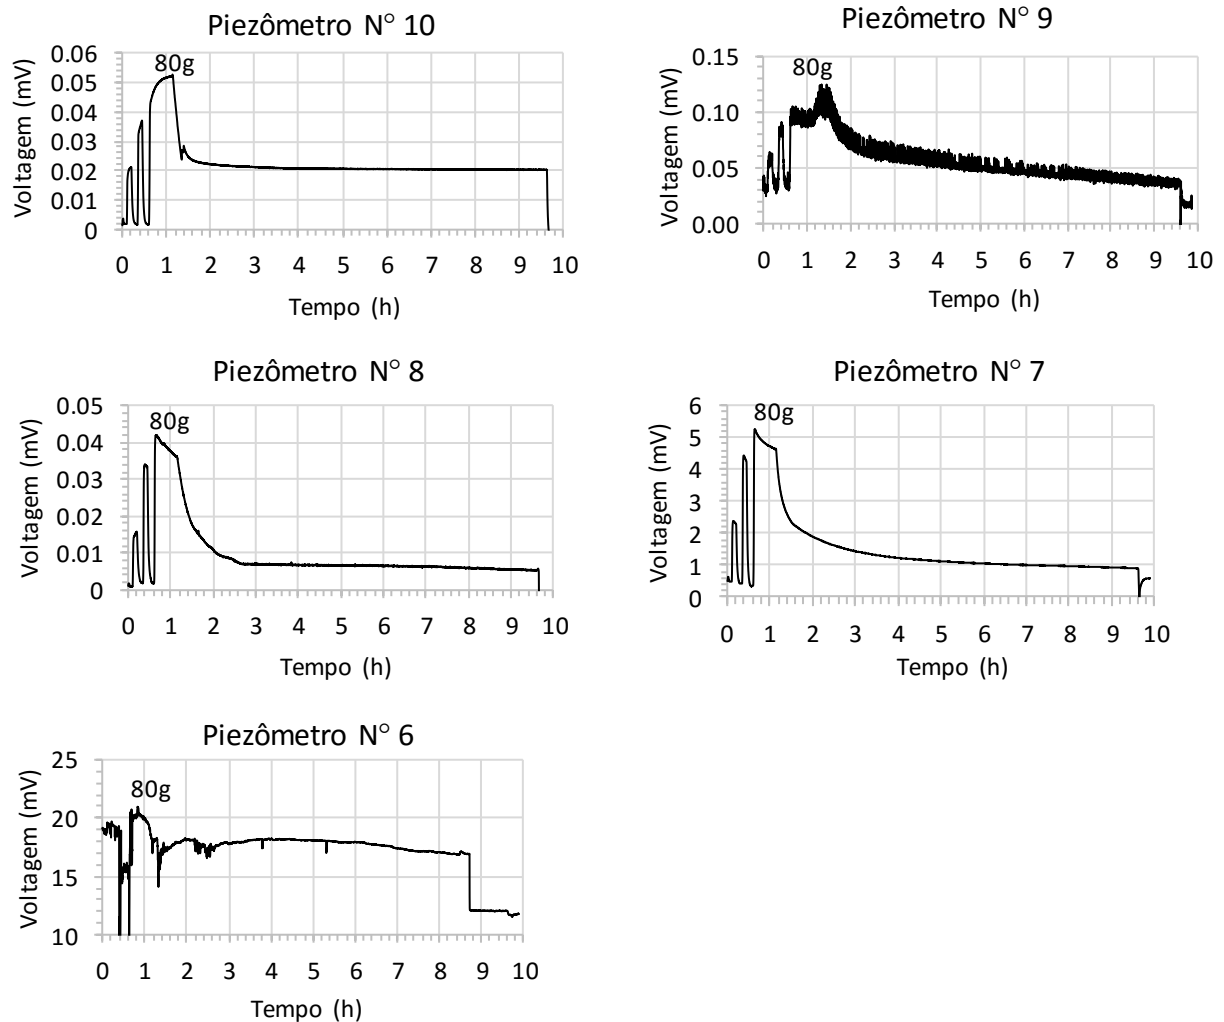 Piezômetro N° 10
Voltagem (mV)
0.06
0.05
0.04
0.03
0.02
0.01
0
80g
0 1 2 3 4 5 6 7 8 9 10
Tempo (h)
Piezômetro N° 9
Voltagem (mV)
0.15
0.10
0.05
0.00
80g
0 1 2 3 4 5 6 7 8 9 10
Tempo (h)
Piezômetro N° 8
Voltagem (mV)
0.05
0.04
0.03
0.02
0.01
0
80g
0 1 2 3 4 5 6 7 8 9 10
Tempo (h)
Piezômetro N° 7
Voltagem (mV)
6
5
4
3
2
1
0
80g
0 1 2 3 4 5 6 7 8 9 10
Tempo (h)
Piezômetro N° 6
Voltagem (mV)
25
20
15
10
80g
0 1 2 3 4 5 6 7 8 9 10
Tempo (h)